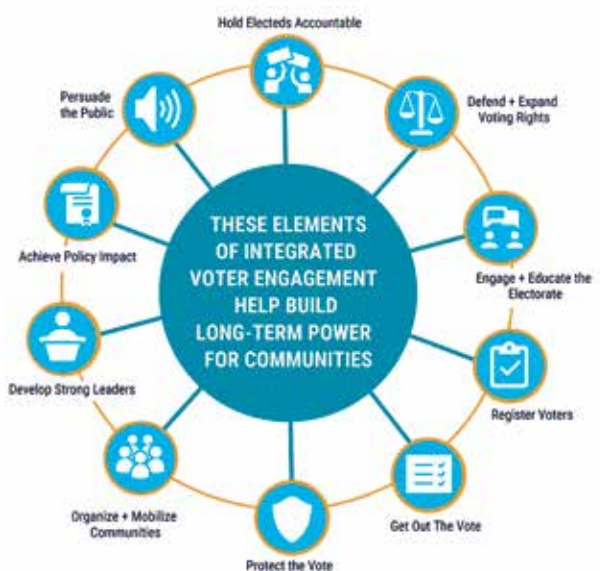 Hold Electeds Accountable
Defend + Expand
Voting Rights
Engage + Educate the
Electorate
Register Voters
Get Out The Vote
Protect the Vote
Organize + Mobilize
Communities
Develop Strong Leaders
Achieve Policy Impact
Persuade
the Public
THESE ELEMENTS
OF INTEGRATED
VOTER ENGAGEMENT
HELP BUILD
LONG-TERM POWER
FOR COMMUNITIES